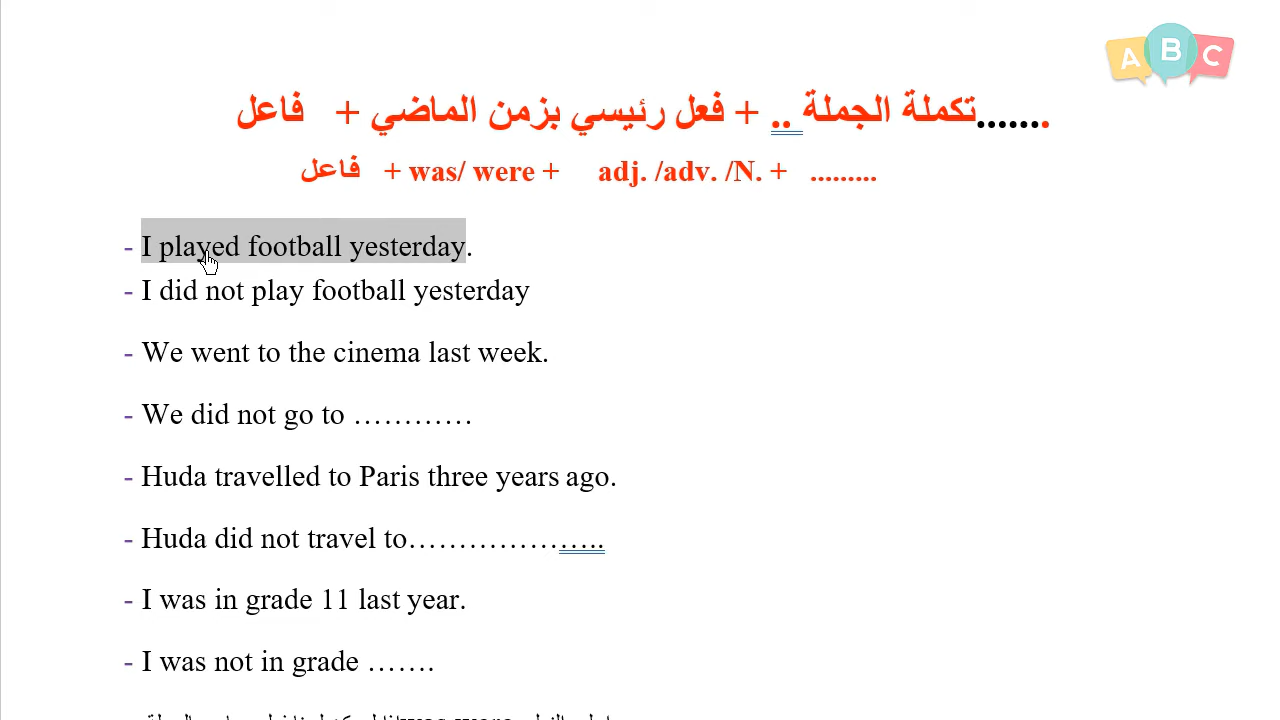 A B C
فاعل + فعل رئيسي بزمن الماضي + .. تكملة الجملة.......
فاعل + was/ were + adj. /adv. /N. + .........
- I played football yesterday.
- I did not play football yesterday
- We went to the cinema last week.
- We did not go to …………
- Huda travelled to Paris three years ago.
- Huda did not travel to…………………..
- I was in grade 11 last year.
- I was not in grade …….
was were